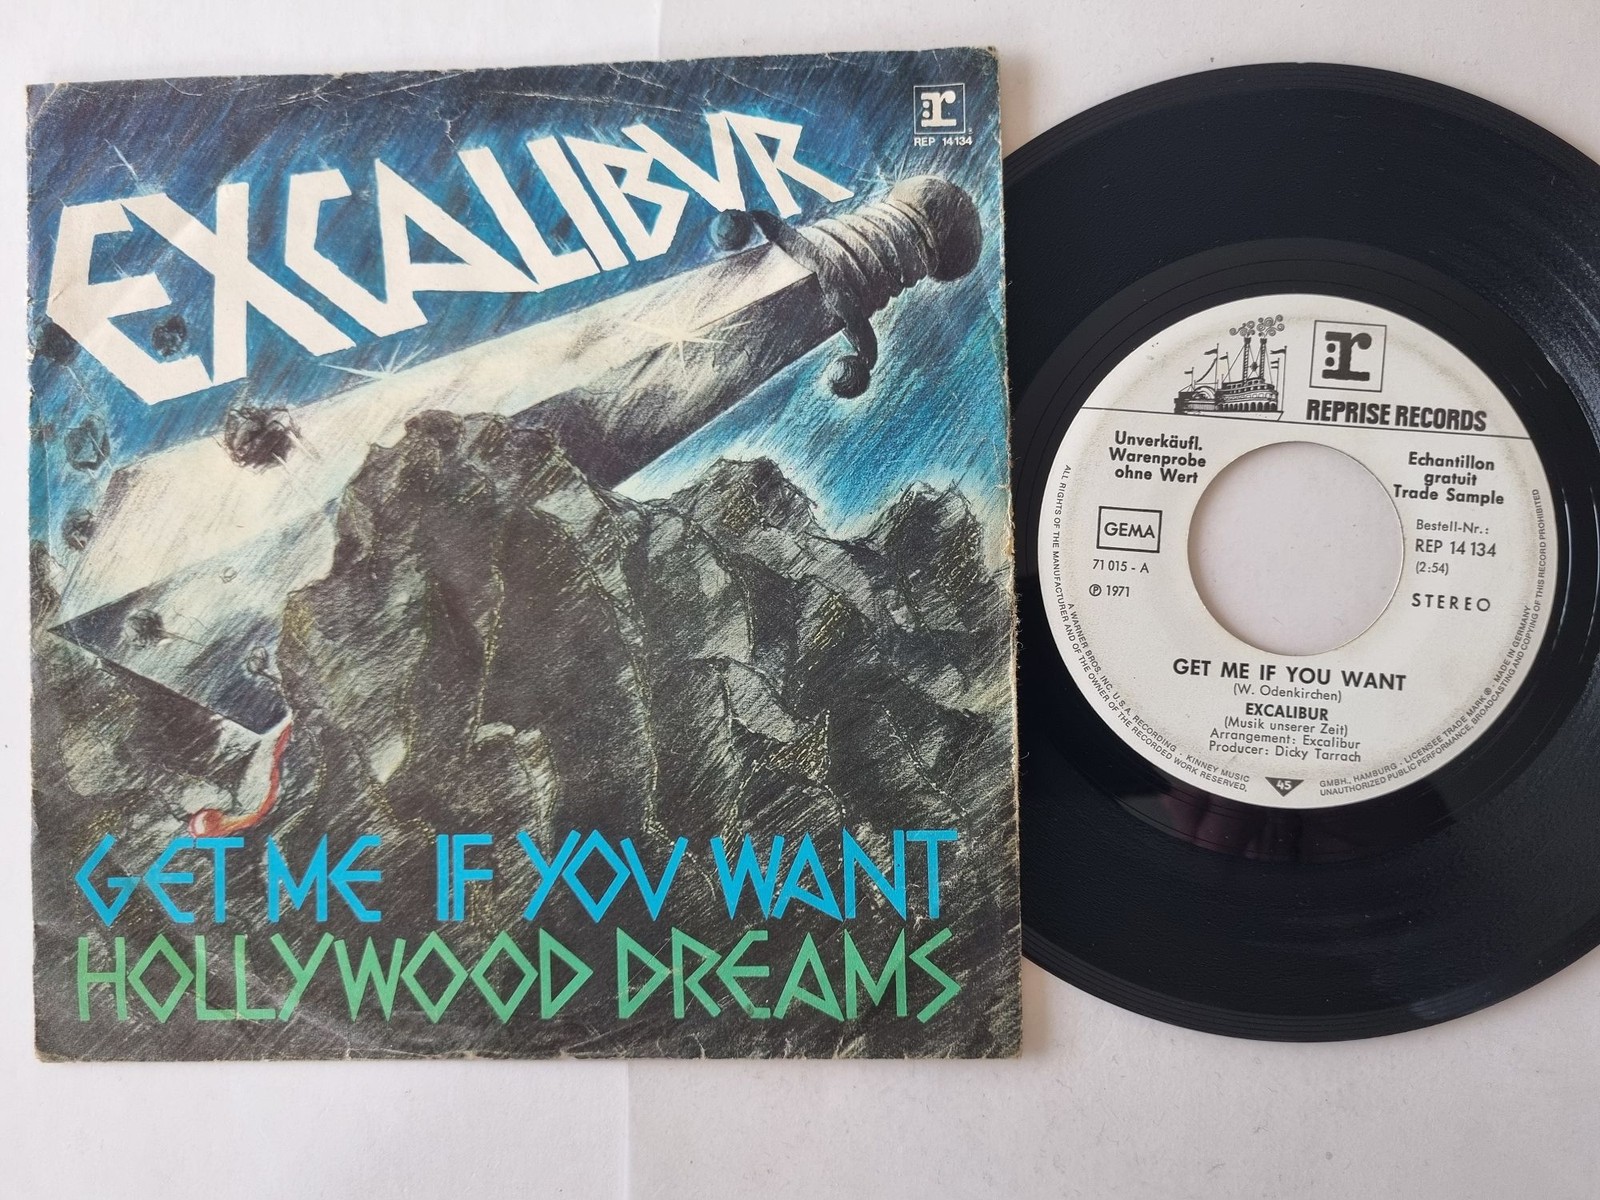 EXCALIBVR
r
REP 14134
GET ME IF YOV WANT
HOLLYWOOD DREAMS
r
REPRISE RECORDS
Unverkäufl.
Warenprobe
ohne Wert
Echantillon
gratuit
Trade Sample
GEMA
71 015 - A
℗ 1971
Bestell-Nr.:
REP 14 134
(2:54)
STEREO
GET ME IF YOU WANT
(W. Odenkirchen)
EXCALIBUR
(Musik unserer Zeit)
Arrangement: Excalibur
Producer: Dicky Tarrach
45
ALL RIGHTS OF THE MANUFACTURER AND OF THE OWNER OF THE RECORDED WORK RESERVED,
A WARNER BROS. INC. U.S.A. RECORDING · KINNEY MUSIC
GMBH., HAMBURG · LICENSEE TRADE MARK ® · MADE IN GERMANY
UNAUTHORIZED PUBLIC PERFORMANCE, BROADCASTING AND COPYING OF THIS RECORD PROHIBITED